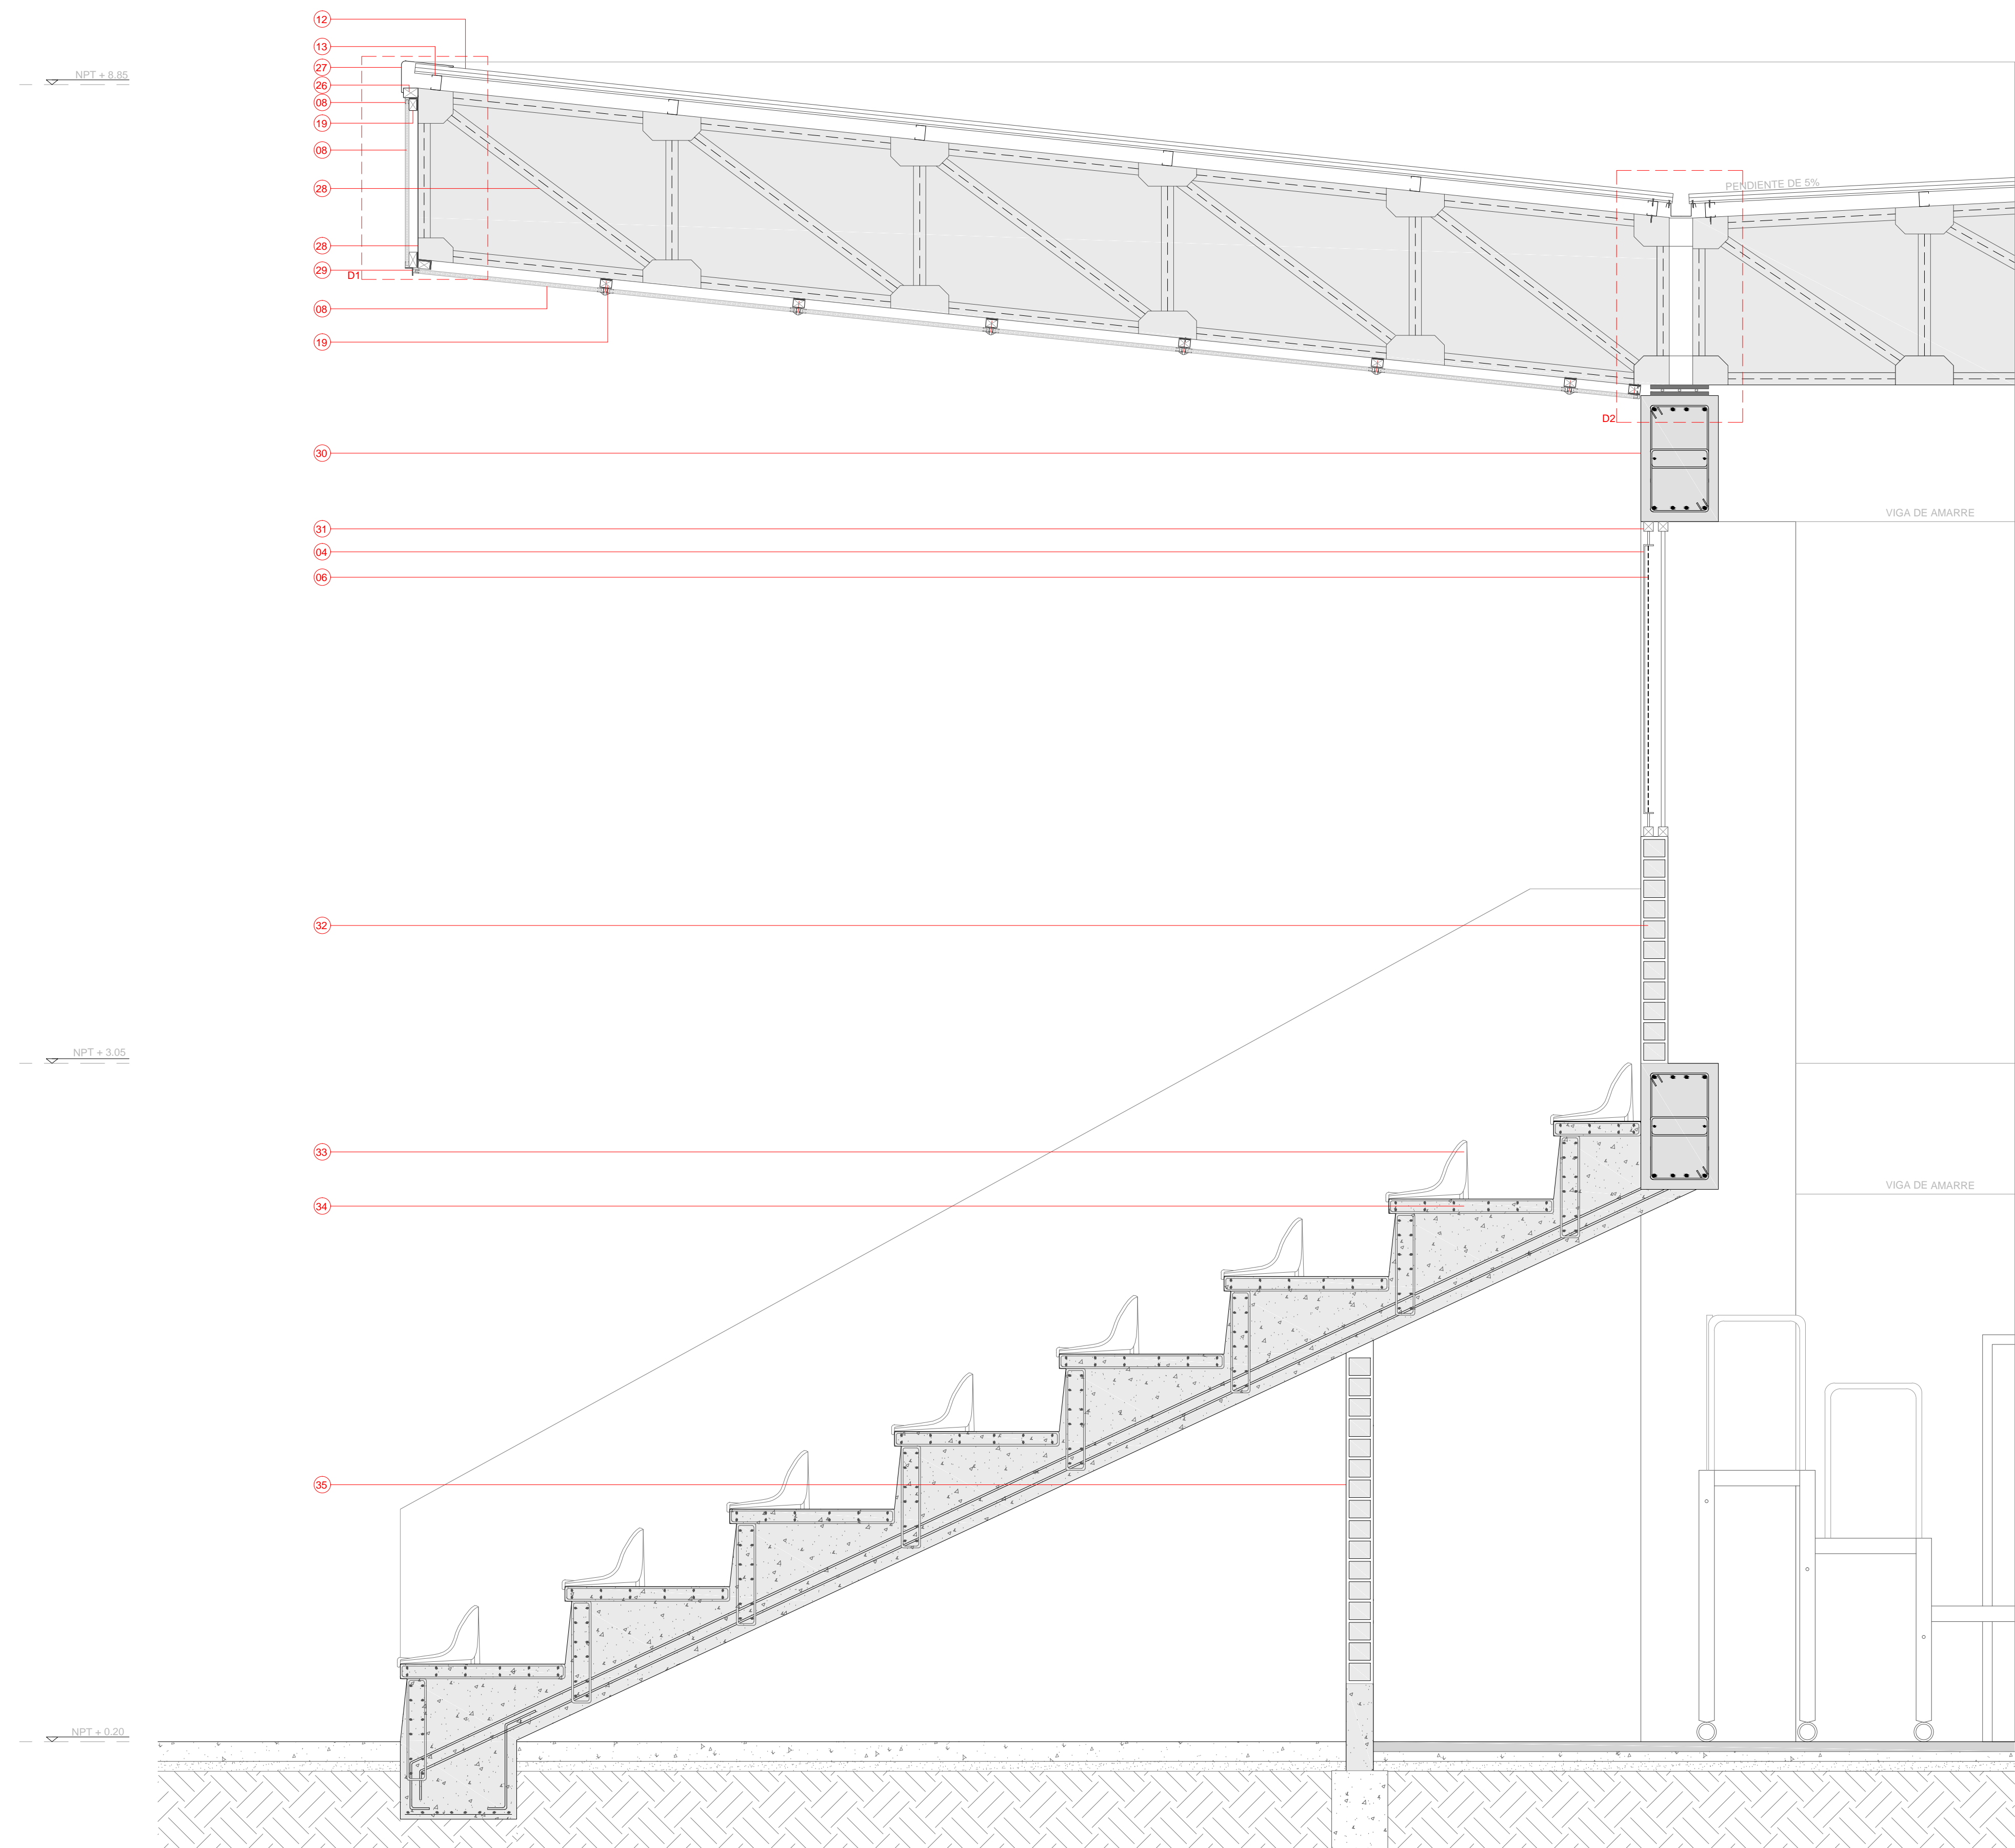 12
13
27
NPT + 8.85
26
08
19
08
28
PENDIENTE DE 5%
28
29
D1
08
19
D2
30
VIGA DE AMARRE
31
04
06
32
NPT + 3.05
33
VIGA DE AMARRE
34
35
NPT + 0.20